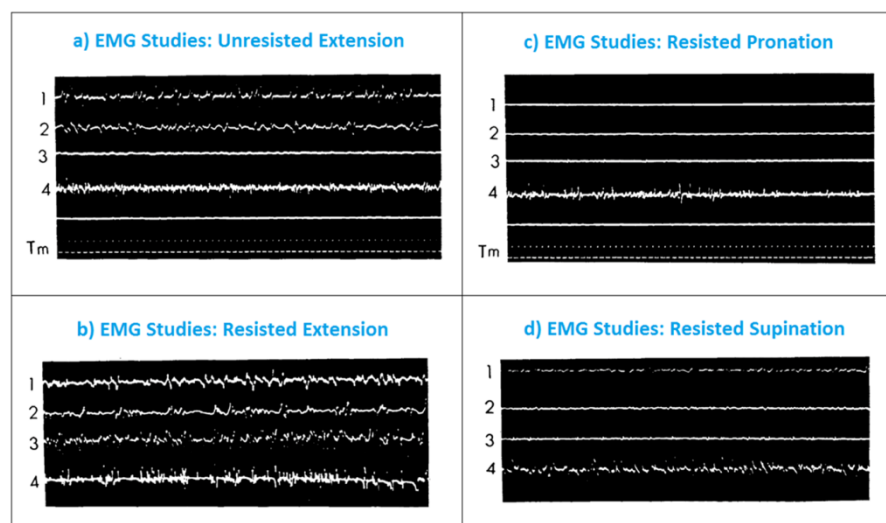 a) EMG Studies: Unresisted Extension
1
2
3
4
Tm
c) EMG Studies: Resisted Pronation
1
2
3
4
Tm
b) EMG Studies: Resisted Extension
1
2
3
4
d) EMG Studies: Resisted Supination
1
2
3
4